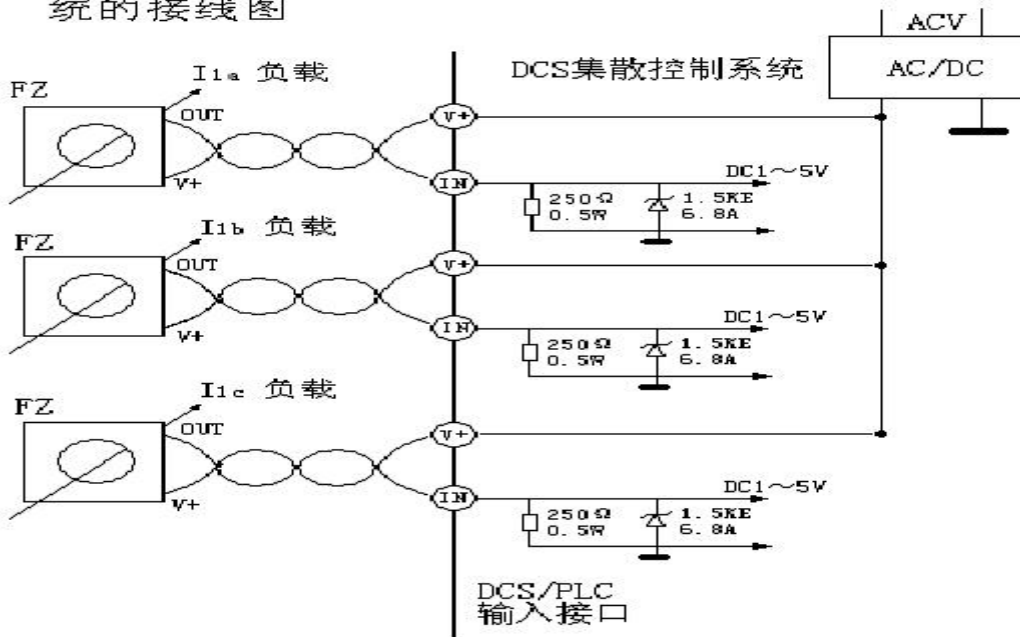 统的接线图
ACV
AC/DC
DCS集散控制系统
I1a 负载
FZ
OUT
V+
V+
IN
DC1～5V
250Ω
0.5W
1.5KE
6.8A
I1b 负载
FZ
OUT
V+
V+
IN
DC1～5V
250Ω
0.5W
1.5KE
6.8A
I1c 负载
FZ
OUT
V+
V+
IN
DC1～5V
250Ω
0.5W
1.5KE
6.8A
DCS/PLC
输入接口